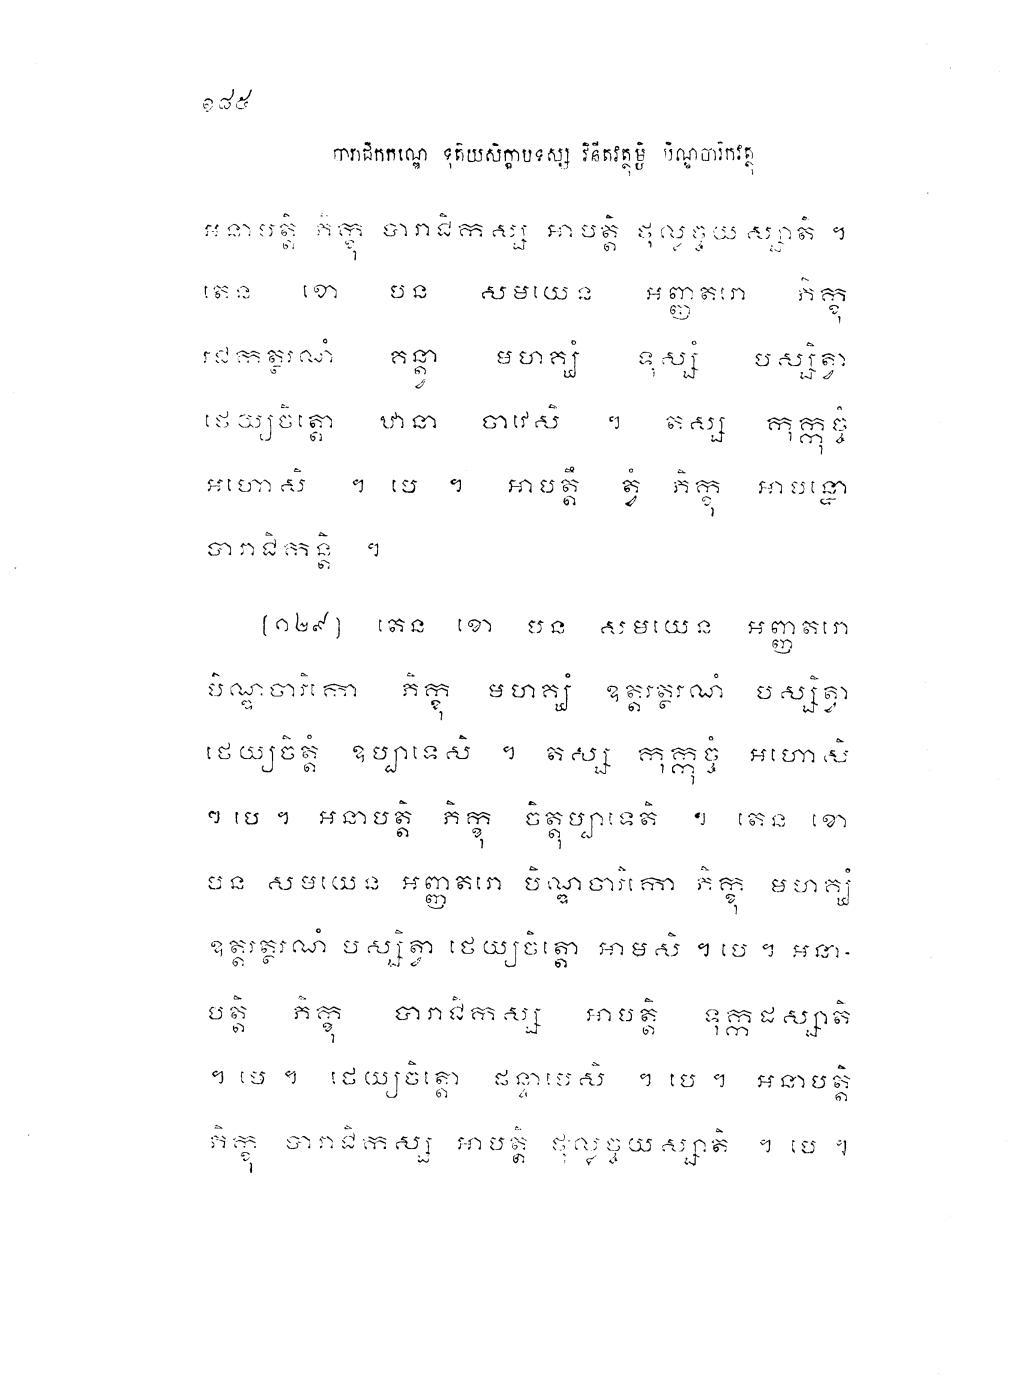 ១៨៥
បារាជិកកណ្ឌេ ទុតិយសិក្ខាបទស្ស វិនីតវត្ថុម្ហិ បិណ្ឌចារិកវត្ថុ
អនាបត្តិ ភិក្ខុ បារាជិកស្ស អាបត្តិ ថុល្លច្ចយស្សាតិ ។
តេន ខោ បន សមយេន អញ្ញតរោ ភិក្ខុ
រជកត្ថរណំ គន្ត្វា មហគ្ឃំ ទុស្សំ បស្សិត្វា
ថេយ្យចិត្តោ ឋានា ចាវេសិ ។ តស្ស កុក្កុច្ចំ
អហោសិ ។ បេ ។ អាបត្តឹ ត្វំ ភិក្ខុ អាបន្នោ
បារាជិកន្តិ ។
(១២៩) តេន ខោ បន សមយេន អញ្ញតរោ
បិណ្ឌចារិកោ ភិក្ខុ មហគ្ឃំ ឧត្តរត្ថរណំ បស្សិត្វា
ថេយ្យចិត្តំ ឧប្បាទេសិ ។ តស្ស កុក្កុច្ចំ អហោសិ
។ បេ ។ អនាបត្តិ ភិក្ខុ ចិត្តុប្បាទេតិ ។ តេន ខោ
បន សមយេន អញ្ញតរោ បិណ្ឌចារិកោ ភិក្ខុ មហគ្ឃំ
ឧត្តរត្ថរណំ បស្សិត្វា ថេយ្យចិត្តោ អាមសិ ។ បេ ។ អនា-
បត្តិ ភិក្ខុ បារាជិកស្ស អាបត្តិ ទុក្កដស្សាតិ
។ បេ ។ ថេយ្យចិត្តោ ផន្ទាបេសិ ។ បេ ។ អនាបត្តិ
ភិក្ខុ បារាជិកស្ស អាបត្តិ ថុល្លច្ចយស្សាតិ ។ បេ ។